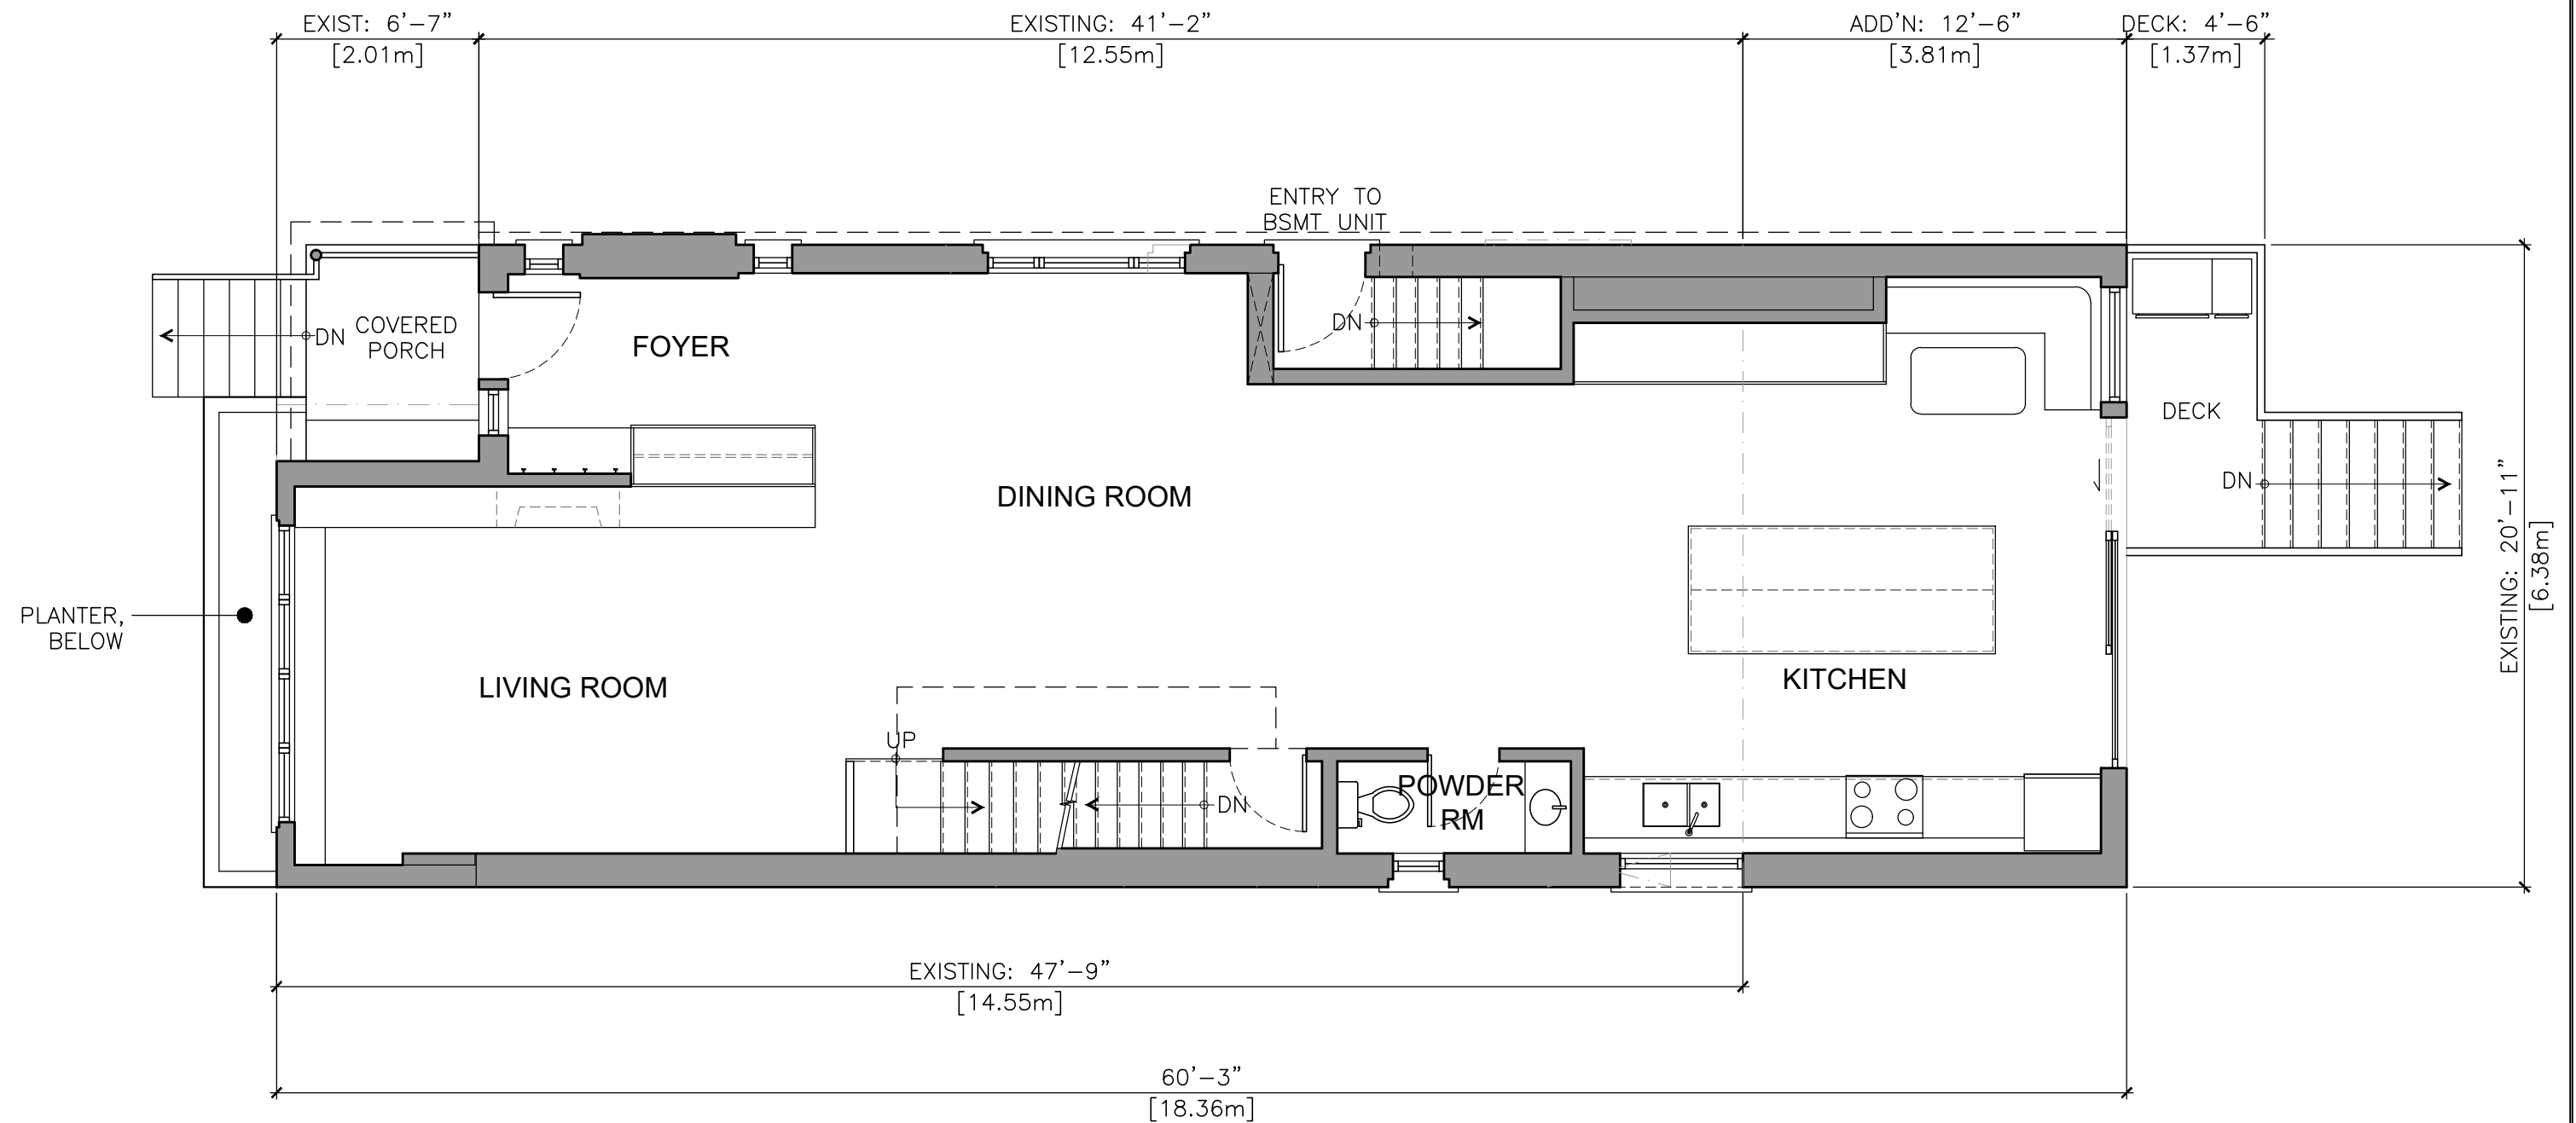 EXIST: 6'-7"
[2.01m]
EXISTING: 41'-2"
[12.55m]
ADD'N: 12'-6"
[3.81m]
DECK: 4'-6"
[1.37m]
ENTRY TO
BSMT UNIT
DN
COVERED
PORCH
FOYER
DN
DECK
DN
DINING ROOM
EXISTING: 20'-11"
[6.38m]
PLANTER,
BELOW
LIVING ROOM
KITCHEN
UP
DN
POWDER
RM
EXISTING: 47'-9"
[14.55m]
60'-3"
[18.36m]